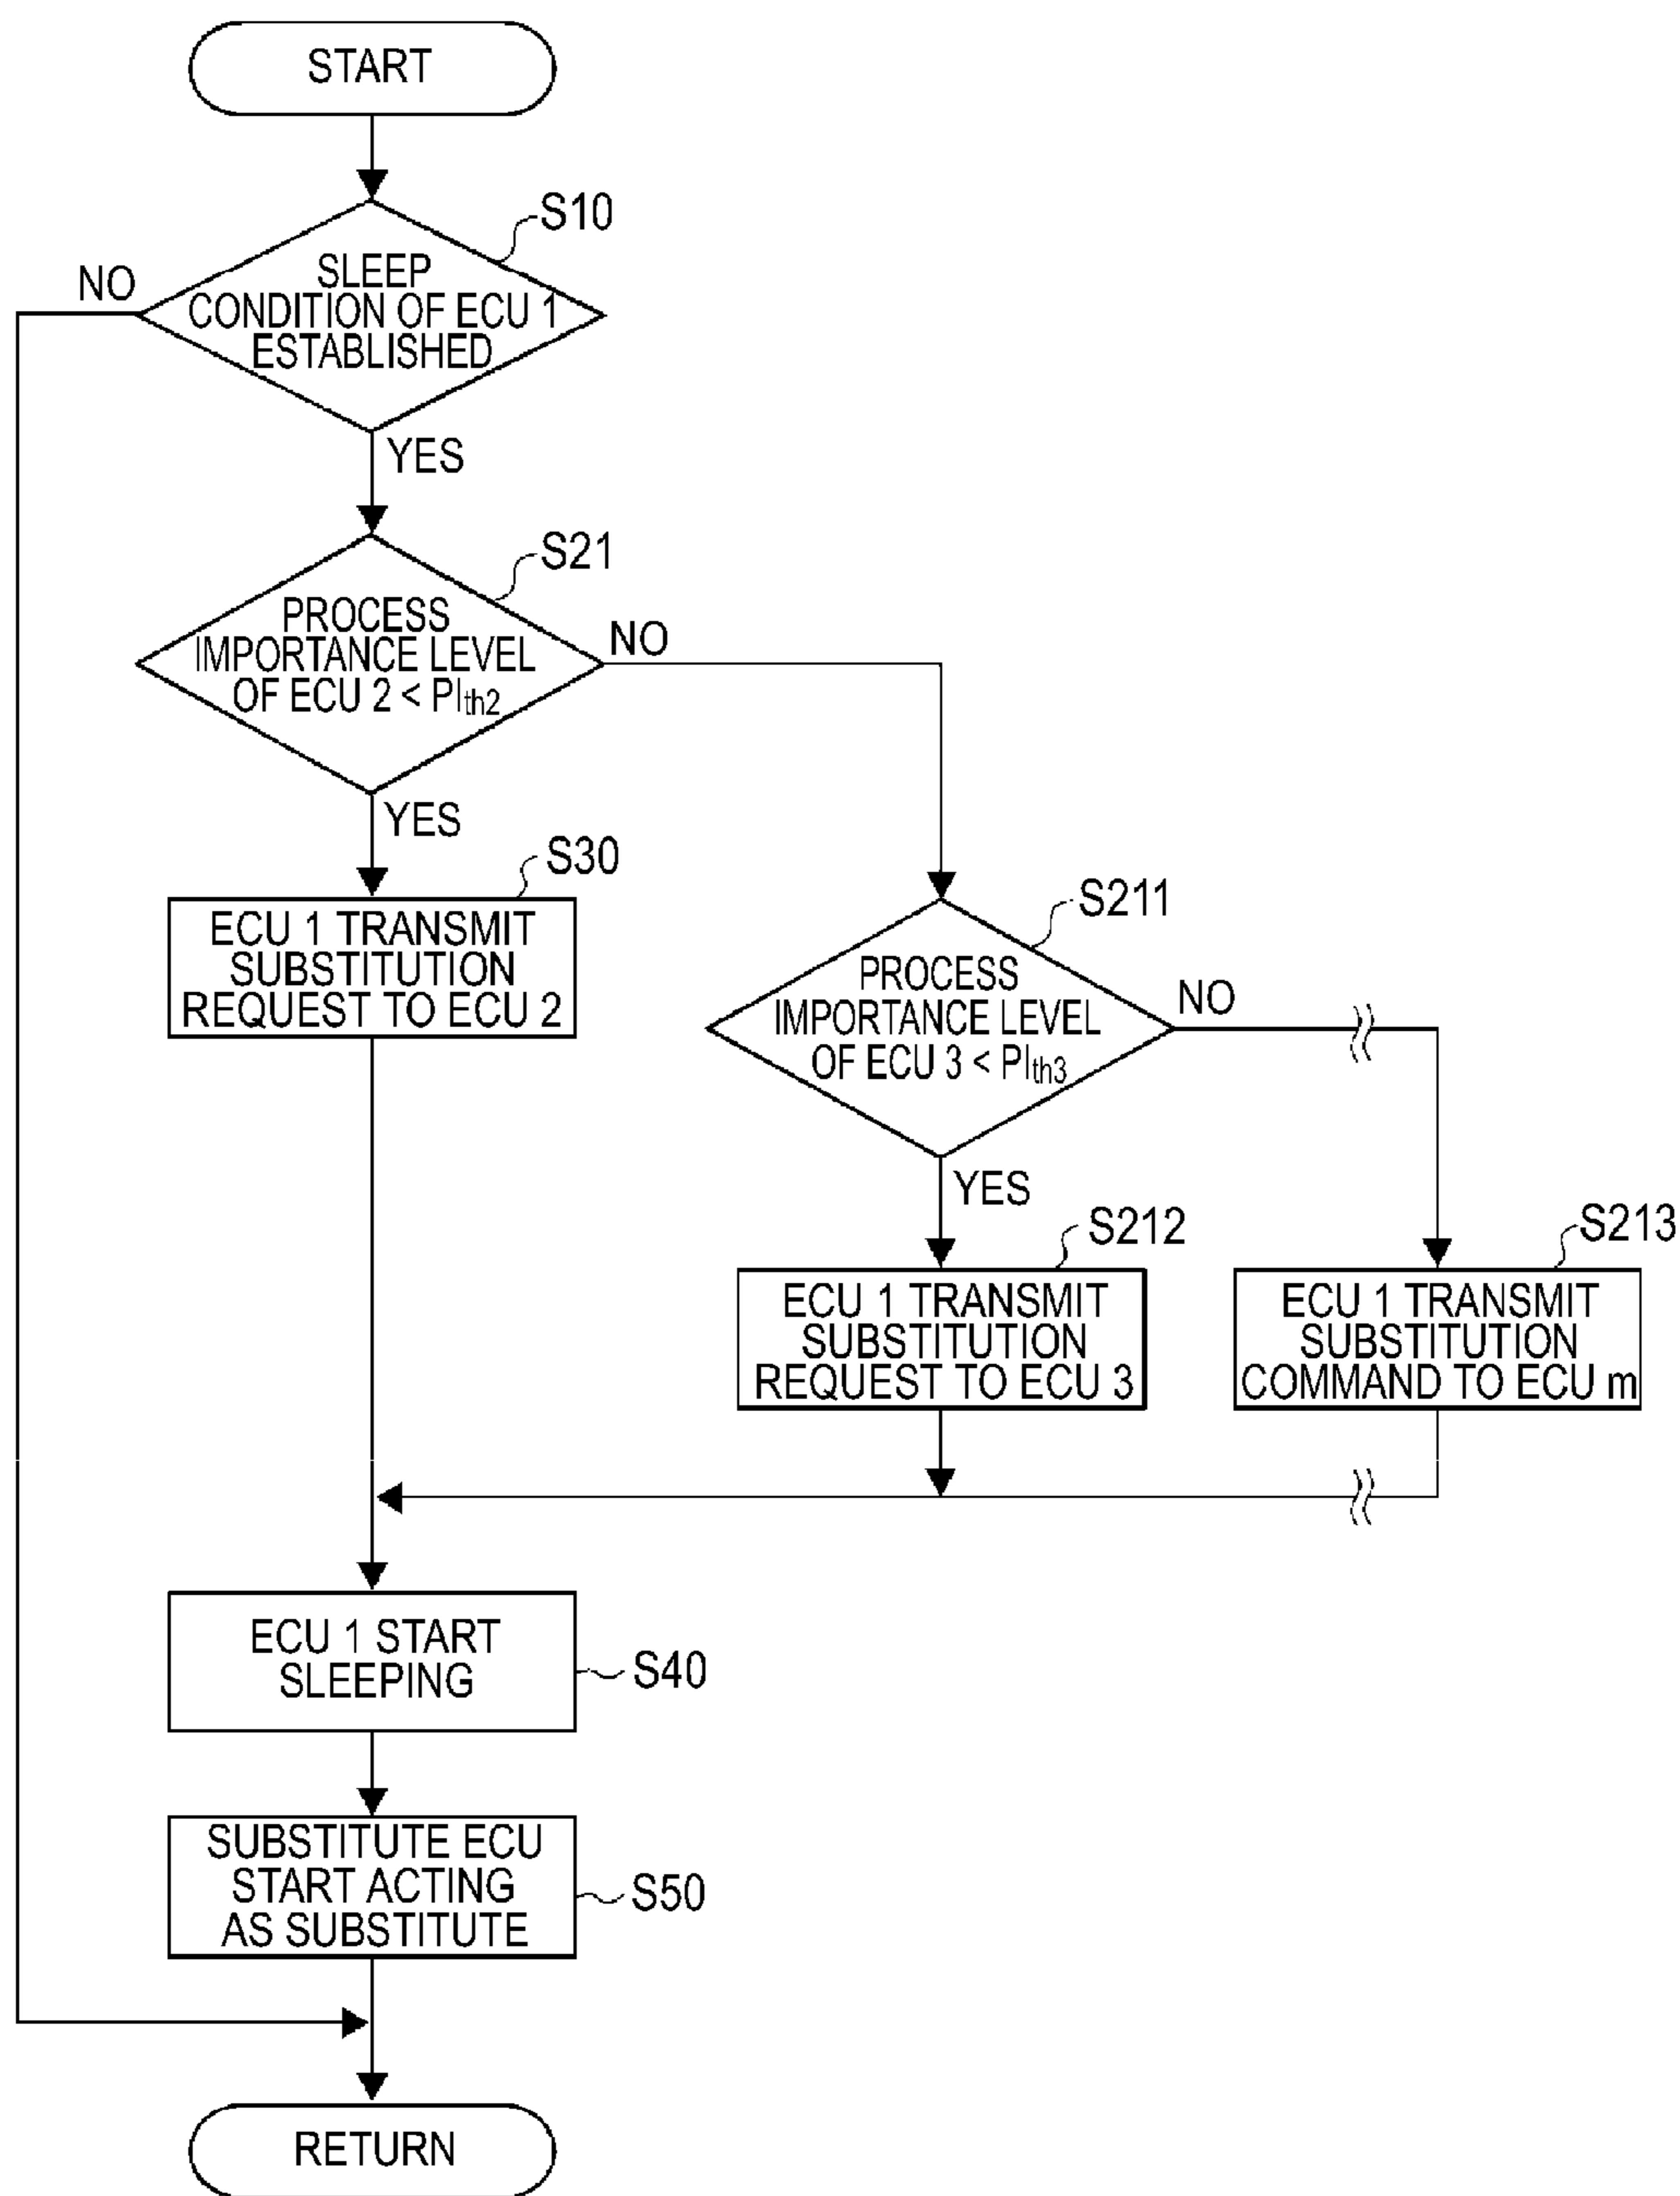 START
S10
NO
SLEEP
CONDITION OF ECU 1
ESTABLISHED
YES
S21
PROCESS
IMPORTANCE LEVEL
OF ECU 2 < PIth2
NO
YES
S30
ECU 1 TRANSMIT
SUBSTITUTION
REQUEST TO ECU 2
S211
PROCESS
IMPORTANCE LEVEL
OF ECU 3 < PIth3
NO
YES
S212
ECU 1 TRANSMIT
SUBSTITUTION
REQUEST TO ECU 3
S213
ECU 1 TRANSMIT
SUBSTITUTION
COMMAND TO ECU m
ECU 1 START
SLEEPING
S40
SUBSTITUTE ECU
START ACTING
AS SUBSTITUTE
S50
RETURN